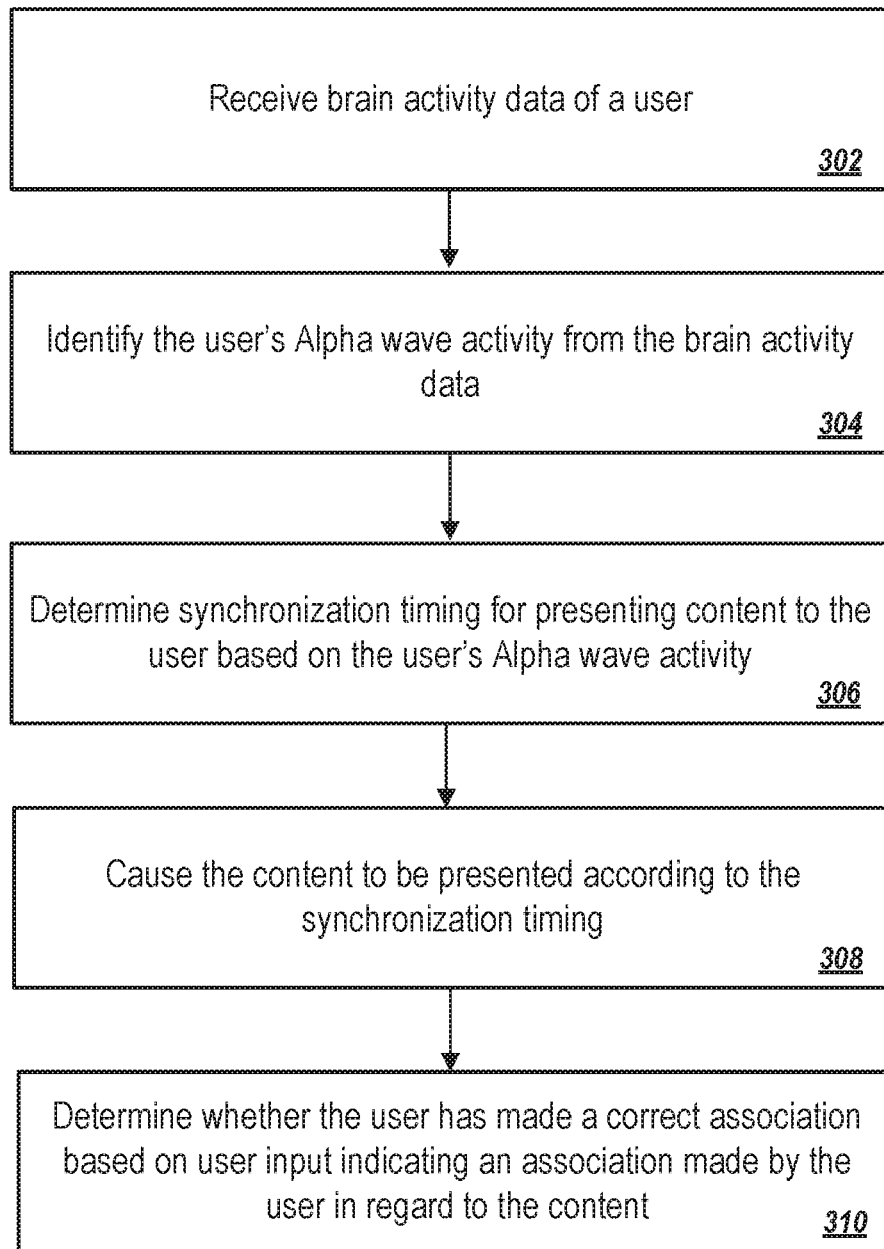 Receive brain activity data of a user
302
Identify the user's Alpha wave activity from the brain activity
data
304
Determine synchronization timing for presenting content to the
user based on the user's Alpha wave activity
306
Cause the content to be presented according to the
synchronization timing
308
Determine whether the user has made a correct association
based on user input indicating an association made by the
user in regard to the content
310